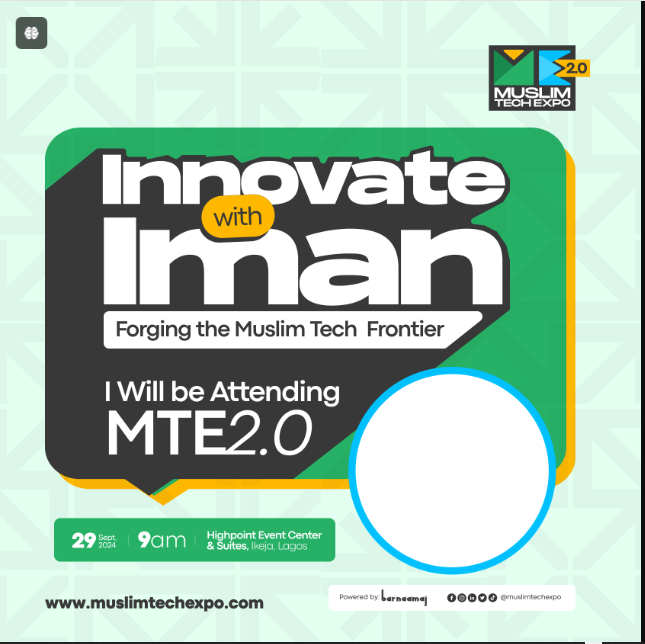 2.0
MUSLIM
TECH EXPO
Innovate
with
Iman
Forging the Muslim Tech Frontier
I Will be Attending
MTE2.0
29 Sept. 2024 | 9am | Highpoint Event Center
& Suites, Ikeja, Lagos
www.muslimtechexpo.com
Powered by: barnaamaj @muslimtechexpo